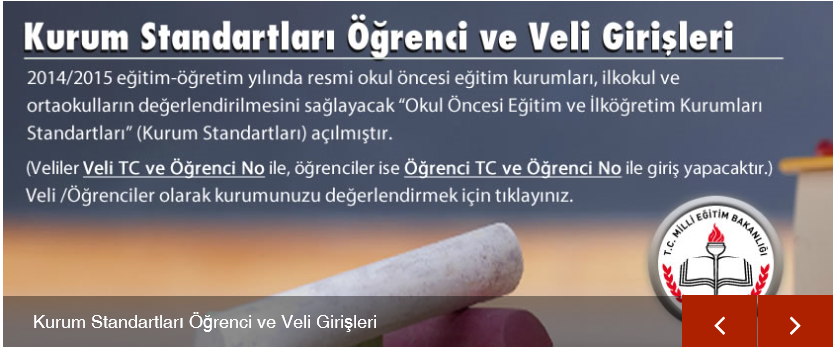 Kurum Standartları Öğrenci ve Veli Girişleri
2014/2015 eğitim-öğretim yılında resmi okul öncesi eğitim kurumları, ilkokul ve
ortaokulların değerlendirilmesini sağlayacak “Okul Öncesi Eğitim ve İlköğretim Kurumları
Standartları” (Kurum Standartları) açılmıştır.
(Veliler Veli TC ve Öğrenci No ile, öğrenciler ise Öğrenci TC ve Öğrenci No ile giriş yapacaktır.)
Veli /Öğrenciler olarak kurumunuzu değerlendirmek için tıklayınız.
T.C. MİLLİ EĞİTİM BAKANLIĞI
Kurum Standartları Öğrenci ve Veli Girişleri